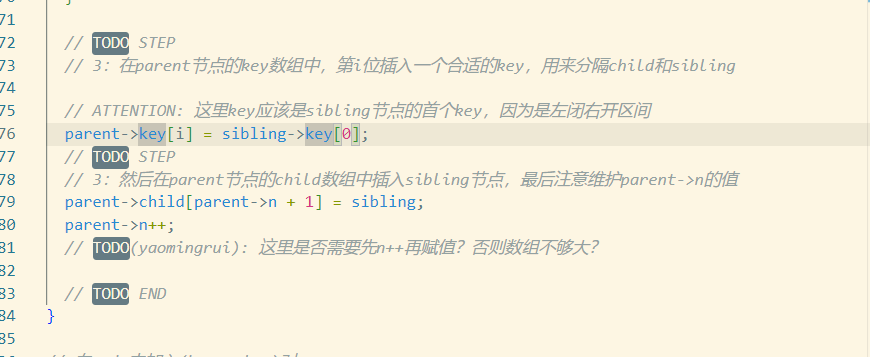 71
72 // TODO STEP
73 // 3: 在parent节点的key数组中，第i位插入一个合适的key，用来分隔child和sibling
74
75 // ATTENTION: 这里key应该是sibling节点的首个key，因为是左闭右开区间
76 parent->key[i] = sibling->key[0];
77 // TODO STEP
78 // 3: 然后在parent节点的child数组中插入sibling节点，最后注意维护parent->n的值
79 parent->child[parent->n + 1] = sibling;
80 parent->n++;
81 // TODO(yaomingrui): 这里是否需要先n++再赋值？否则数组不够大？
82
83 // TODO END
84 }
85